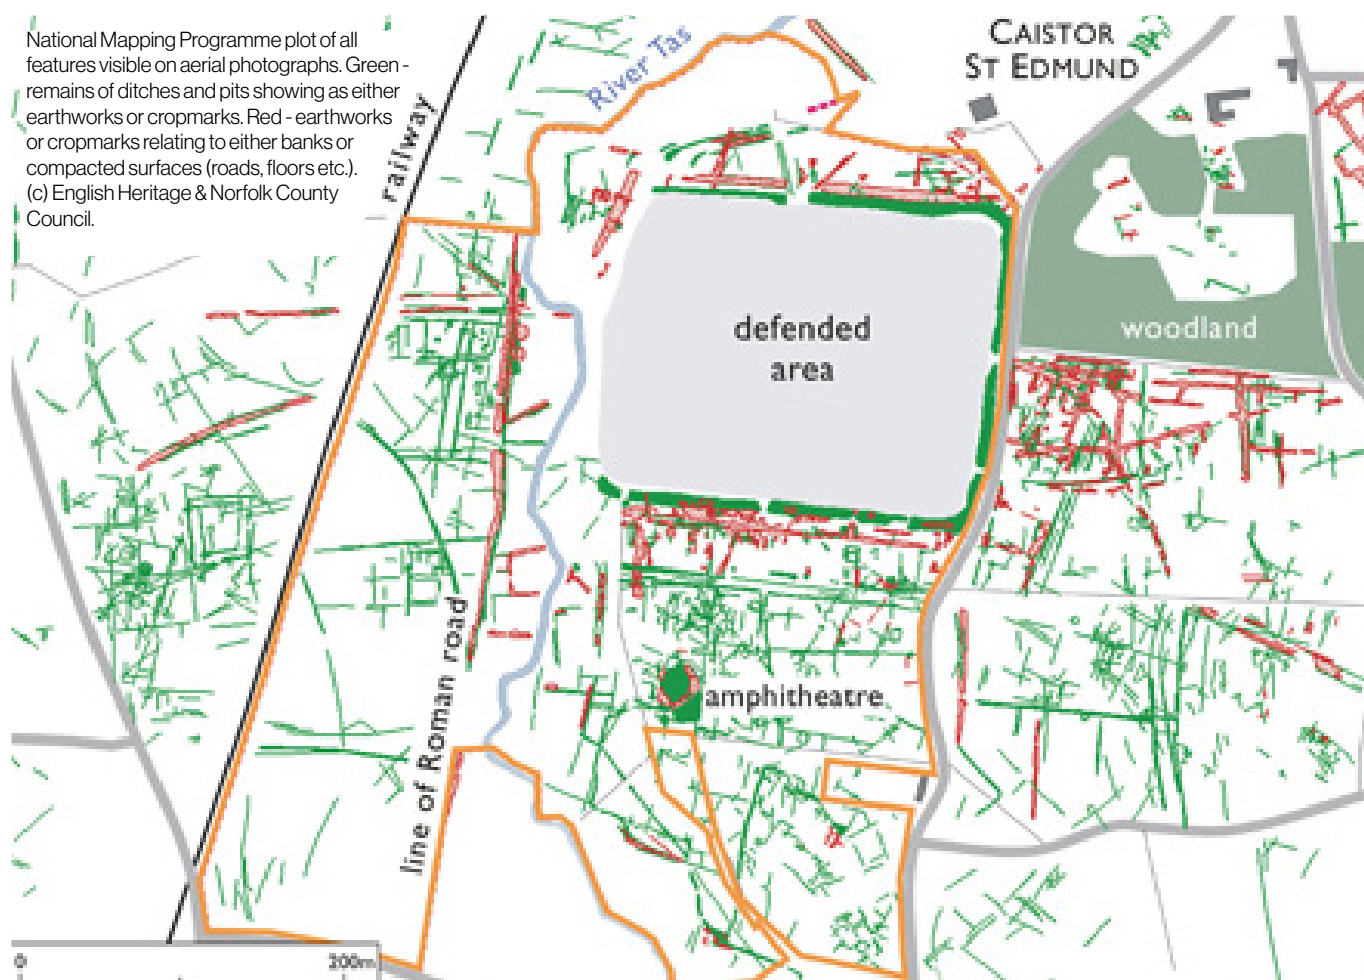 National Mapping Programme plot of all
features visible on aerial photographs. Green -
remains of ditches and pits showing as either
earthworks or cropmarks. Red - earthworks
or cropmarks relating to either banks or
compacted surfaces (roads, floors etc.).
(c) English Heritage & Norfolk County
Council.
railway
River Tas
CAISTOR
ST EDMUND
woodland
defended
area
amphitheatre
line of Roman road
0
200m